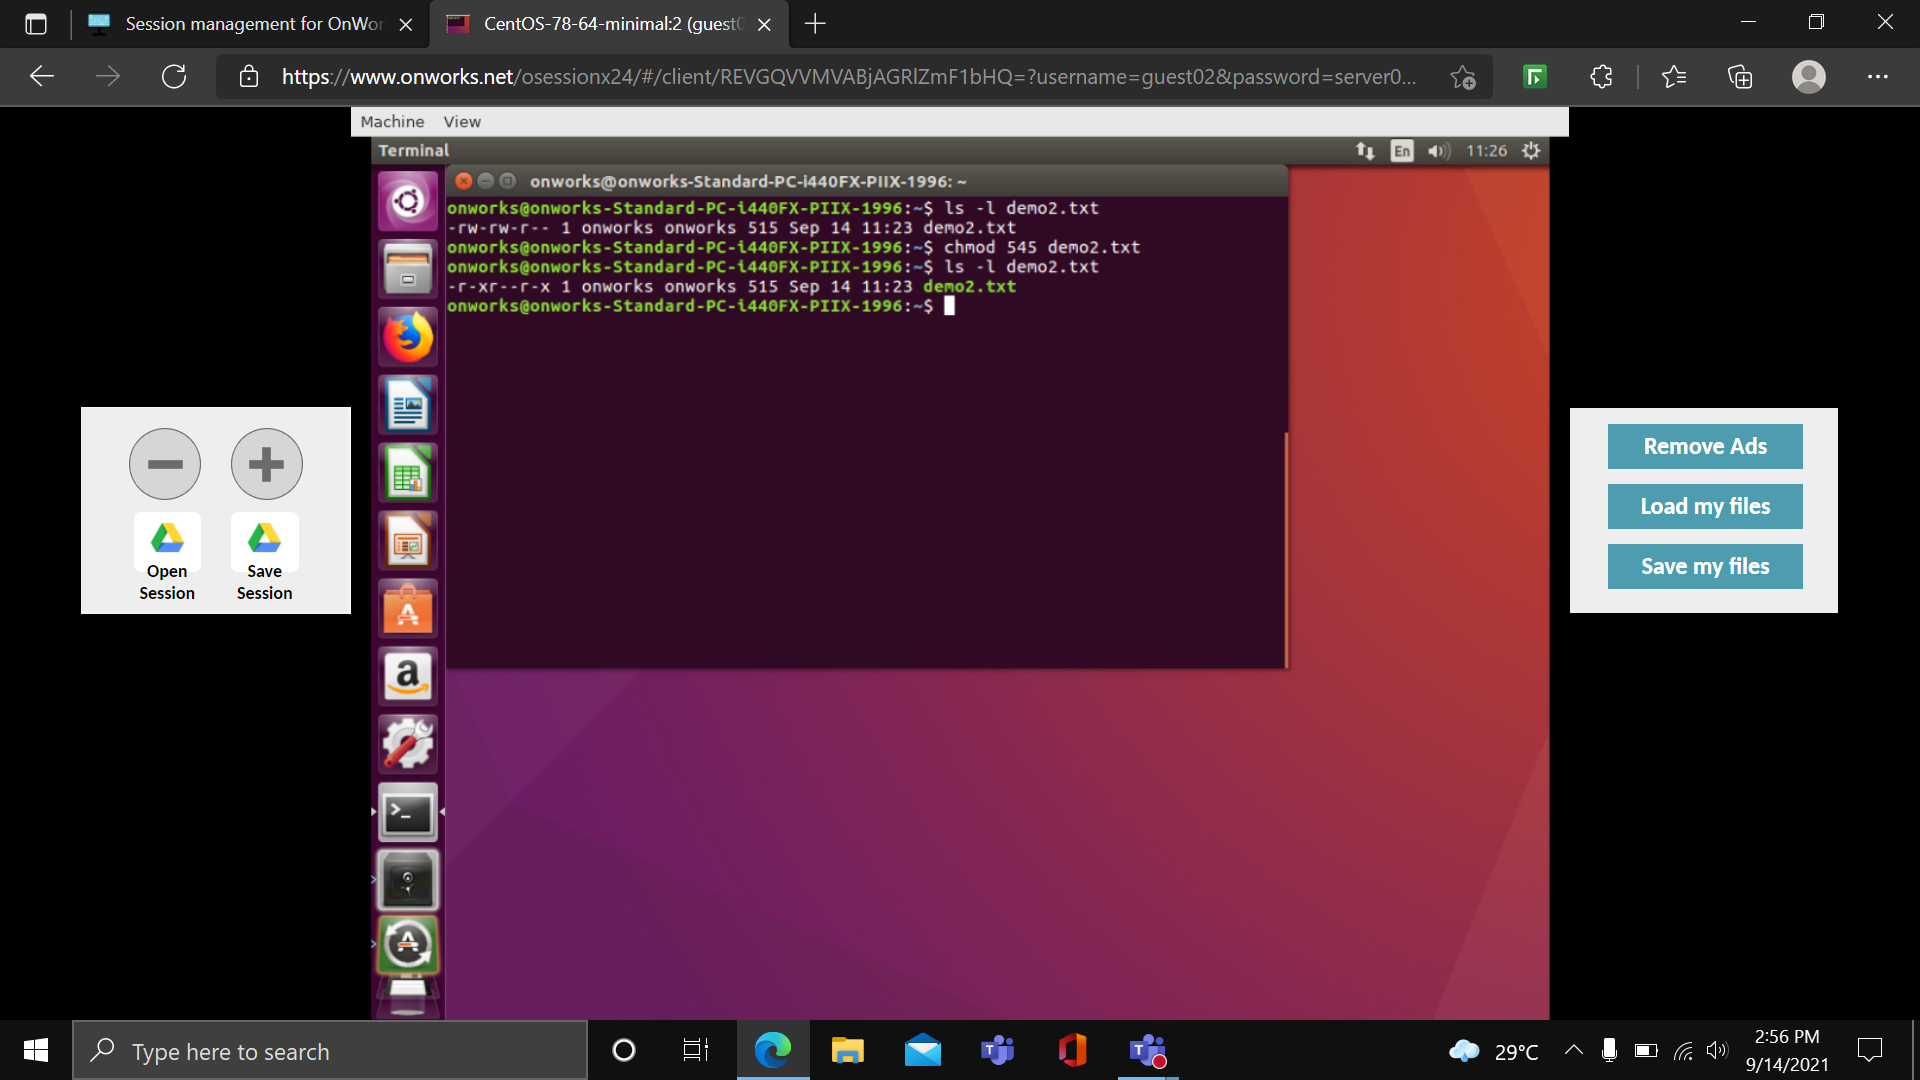 Session management for OnWor
CentOS-78-64-minimal:2 (guest0
https://www.onworks.net/osessionx24/#/client/REVGQVVMVABjAGRlZmF1bHQ=?username=guest02&password=server0...
Machine View
Terminal
En 11:26
onworks@onworks-Standard-PC-i440FX-PIIX-1996: ~
onworks@onworks-Standard-PC-i440FX-PIIX-1996:~$ ls -l demo2.txt
-rw-rw-r-- 1 onworks onworks 515 Sep 14 11:23 demo2.txt
onworks@onworks-Standard-PC-i440FX-PIIX-1996:~$ chmod 545 demo2.txt
onworks@onworks-Standard-PC-i440FX-PIIX-1996:~$ ls -l demo2.txt
-r-xr--r-x 1 onworks onworks 515 Sep 14 11:23 demo2.txt
onworks@onworks-Standard-PC-i440FX-PIIX-1996:~$
Open Session
Save Session
Remove Ads
Load my files
Save my files
Type here to search
29°C
2:56 PM
9/14/2021